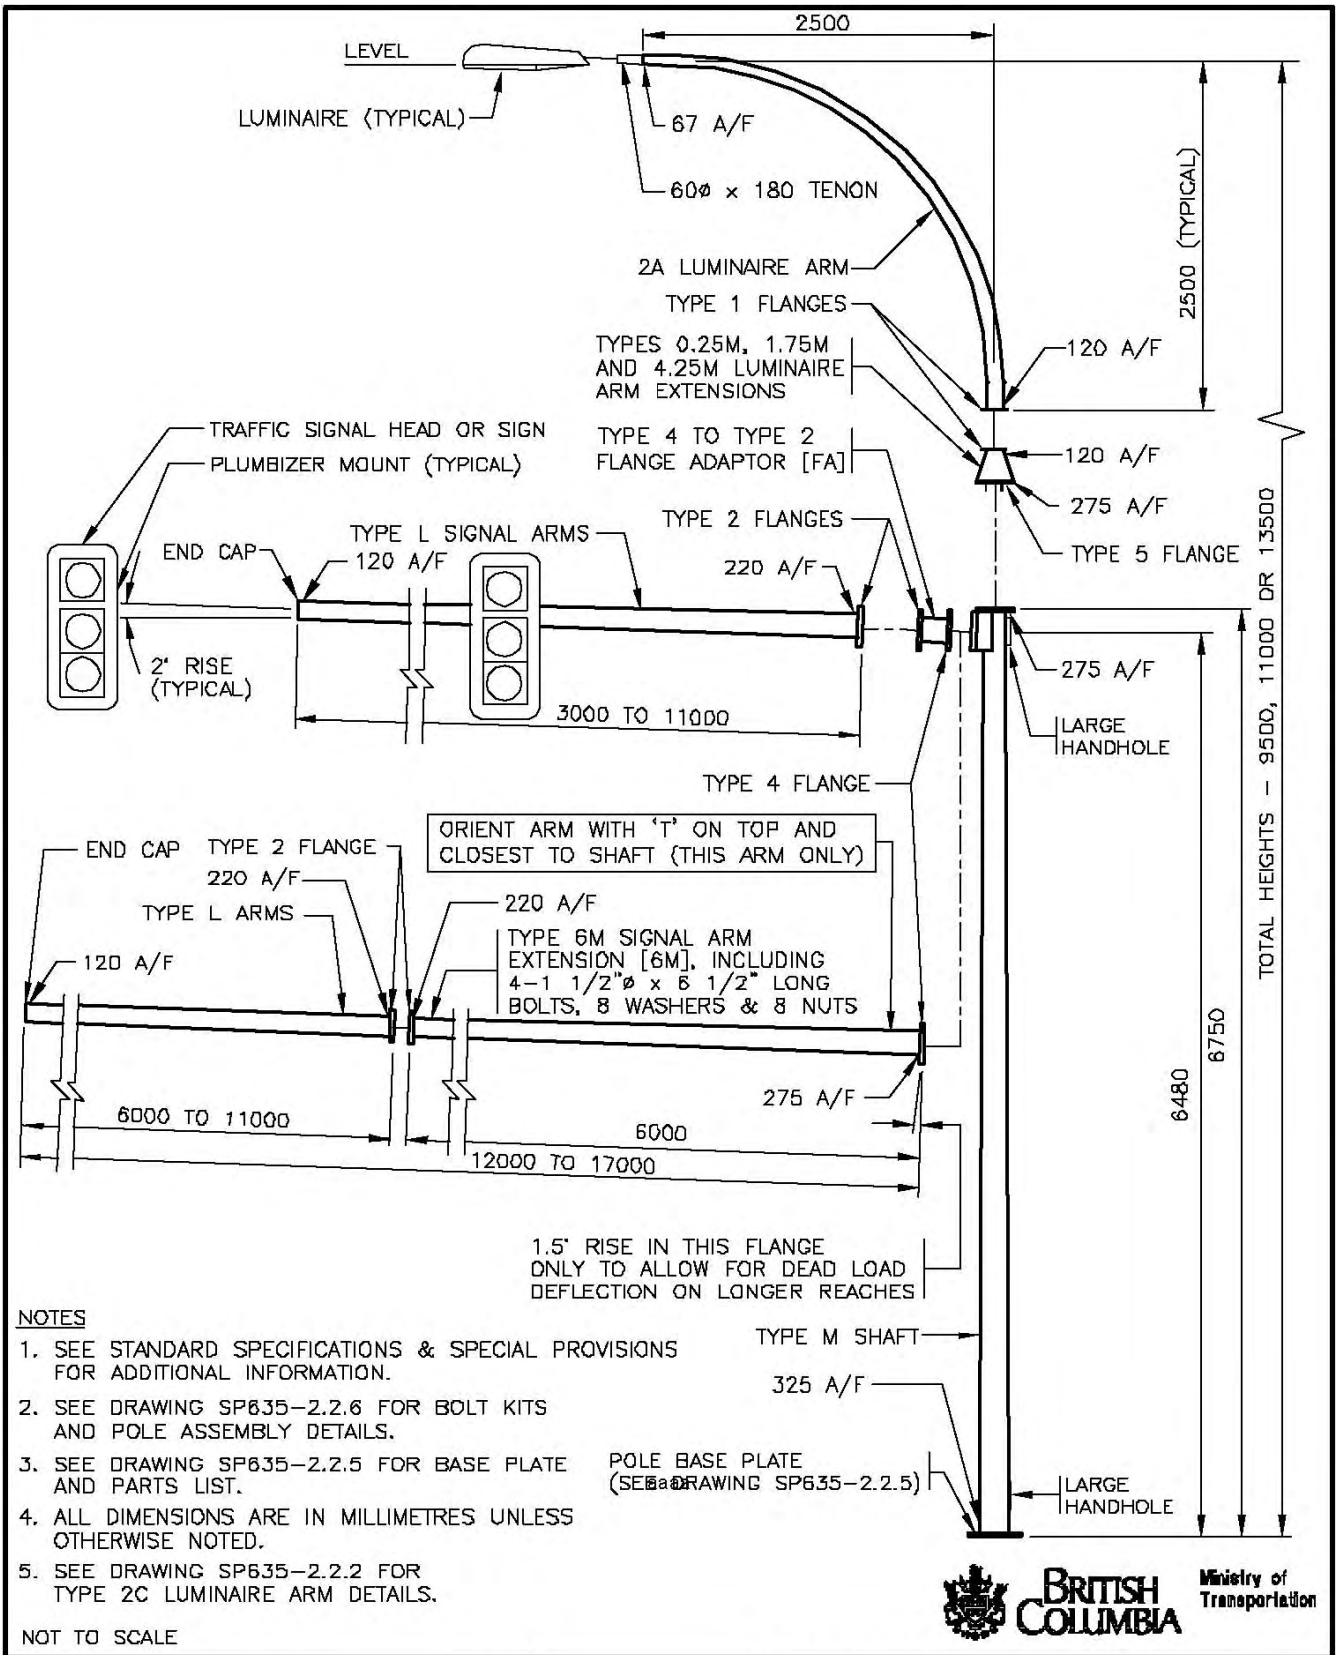 2500
LEVEL
LUMINAIRE (TYPICAL)
67 A/F
60ø x 180 TENON
2500 (TYPICAL)
2A LUMINAIRE ARM
TYPE 1 FLANGES
120 A/F
TYPES 0.25M, 1.75M
AND 4.25M LUMINAIRE
ARM EXTENSIONS
TRAFFIC SIGNAL HEAD OR SIGN
PLUMBIZER MOUNT (TYPICAL)
TYPE 4 TO TYPE 2
FLANGE ADAPTOR [FA]
120 A/F
275 A/F
TYPE 5 FLANGE
END CAP
TYPE L SIGNAL ARMS
120 A/F
TYPE 2 FLANGES
220 A/F
2° RISE
(TYPICAL)
3000 TO 11000
275 A/F
LARGE
HANDHOLE
TOTAL HEIGHTS – 9500, 11000 OR 13500
TYPE 4 FLANGE
ORIENT ARM WITH 'T' ON TOP AND
CLOSEST TO SHAFT (THIS ARM ONLY)
END CAP
TYPE 2 FLANGE
220 A/F
TYPE L ARMS
120 A/F
220 A/F
TYPE 6M SIGNAL ARM
EXTENSION [6M], INCLUDING
4-1 1/2"ø x 6 1/2" LONG
BOLTS, 8 WASHERS & 8 NUTS
275 A/F
6000 TO 11000
6000
12000 TO 17000
6480
6750
1.5° RISE IN THIS FLANGE
ONLY TO ALLOW FOR DEAD LOAD
DEFLECTION ON LONGER REACHES
TYPE M SHAFT
325 A/F
POLE BASE PLATE
DRAWING SP635-2.2.5)
LARGE
HANDHOLE
NOTES
1. SEE STANDARD SPECIFICATIONS & SPECIAL PROVISIONS
FOR ADDITIONAL INFORMATION.
2. SEE DRAWING SP635-2.2.6 FOR BOLT KITS
AND POLE ASSEMBLY DETAILS.
3. SEE DRAWING SP635-2.2.5 FOR BASE PLATE
AND PARTS LIST.
4. ALL DIMENSIONS ARE IN MILLIMETRES UNLESS
OTHERWISE NOTED.
5. SEE DRAWING SP635-2.2.2 FOR
TYPE 2C LUMINAIRE ARM DETAILS.
NOT TO SCALE
BRITISH
COLUMBIA
Ministry of
Transportation